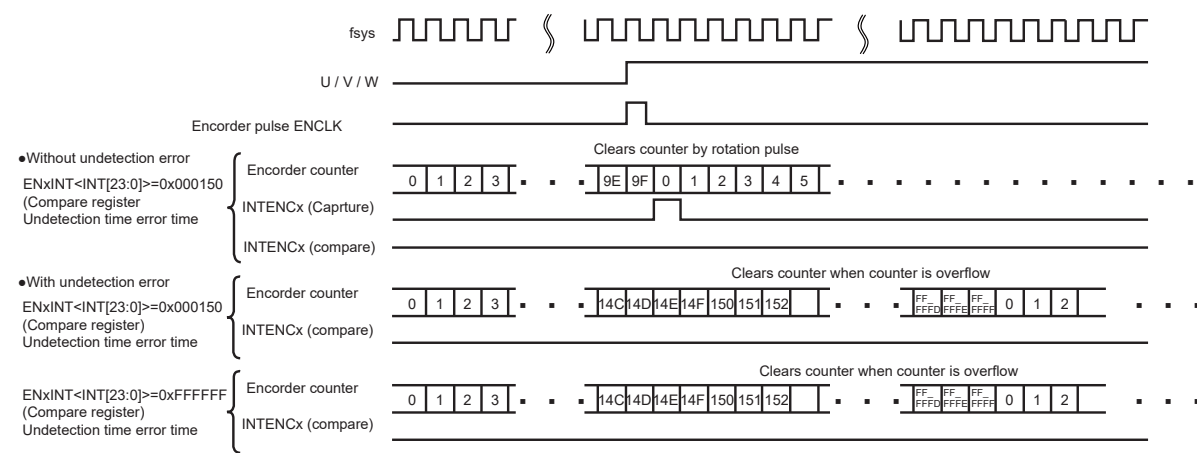 fsys
U / V / W
Encorder pulse ENCLK
Clears counter by rotation pulse
●Without undetection error
ENxINT<INT[23:0]>=0x000150
(Compare register
Undetection time error time
Encorder counter
0 1 2 3 9E 9F 0 1 2 3 4 5
INTENCx (Caprture)
INTENCx (compare)
Clears counter when counter is overflow
●With undetection error
ENxINT<INT[23:0]>=0x000150
(Compare register)
Undetection time error time
Encorder counter
0 1 2 3 14C 14D 14E 14F 150 151 152 FF_FFFD FF_FFFE FF_FFFF 0 1 2
INTENCx (compare)
Clears counter when counter is overflow
ENxINT<INT[23:0]>=0xFFFFFF
(Compare register)
Undetection time error time
Encorder counter
0 1 2 3 14C 14D 14E 14F 150 151 152 FF_FFFD FF_FFFE FF_FFFF 0 1 2
INTENCx (compare)